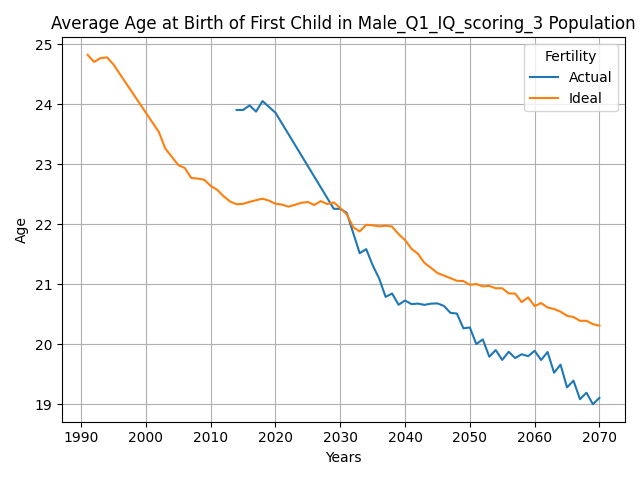 Average Age at Birth of First Child in Male_Q1_IQ_scoring_3 Population
Fertility
Actual
Ideal
Age
25
24
23
22
21
20
19
1990 2000 2010 2020 2030 2040 2050 2060 2070
Years